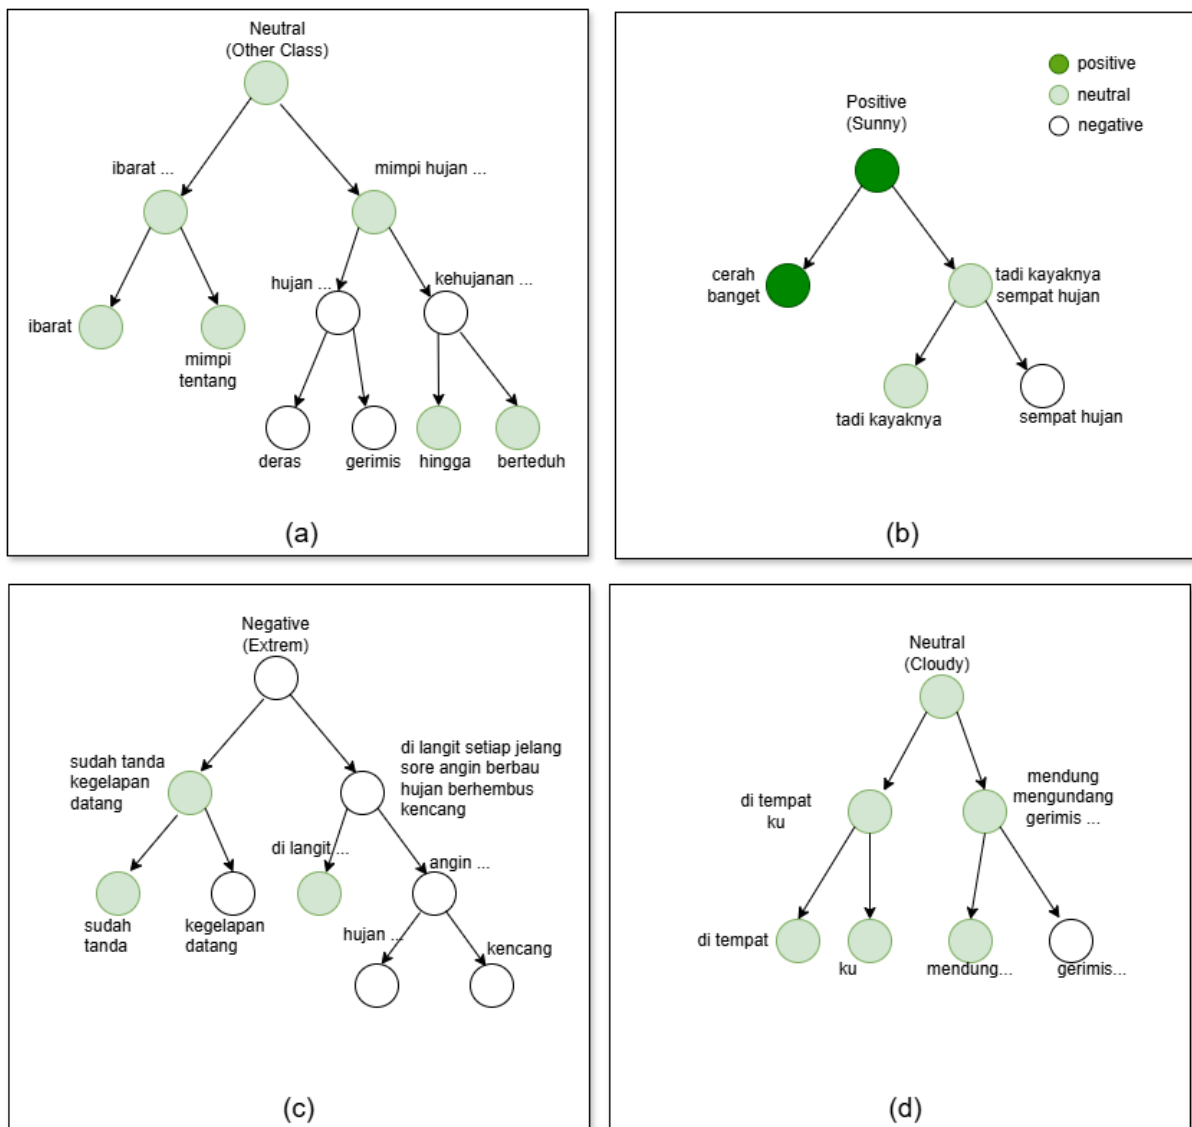 Neutral
(Other Class)
ibarat ...
mimpi hujan ...
hujan ...
kehujanan ...
ibarat
mimpi
tentang
deras
gerimis
hingga
berteduh
(a)
positive
neutral
negative
Positive
(Sunny)
cerah
banget
tadi kayaknya
sempat hujan
tadi kayaknya
sempat hujan
(b)
Negative
(Extrem)
sudah tanda
kegelapan
datang
di langit setiap jelang
sore angin berbau
hujan berhembus
kencang
di langit ...
angin ...
sudah
tanda
kegelapan
datang
hujan ...
kencang
(c)
Neutral
(Cloudy)
di tempat
ku
mendung
mengundang
gerimis ...
di tempat
ku
mendung...
gerimis...
(d)